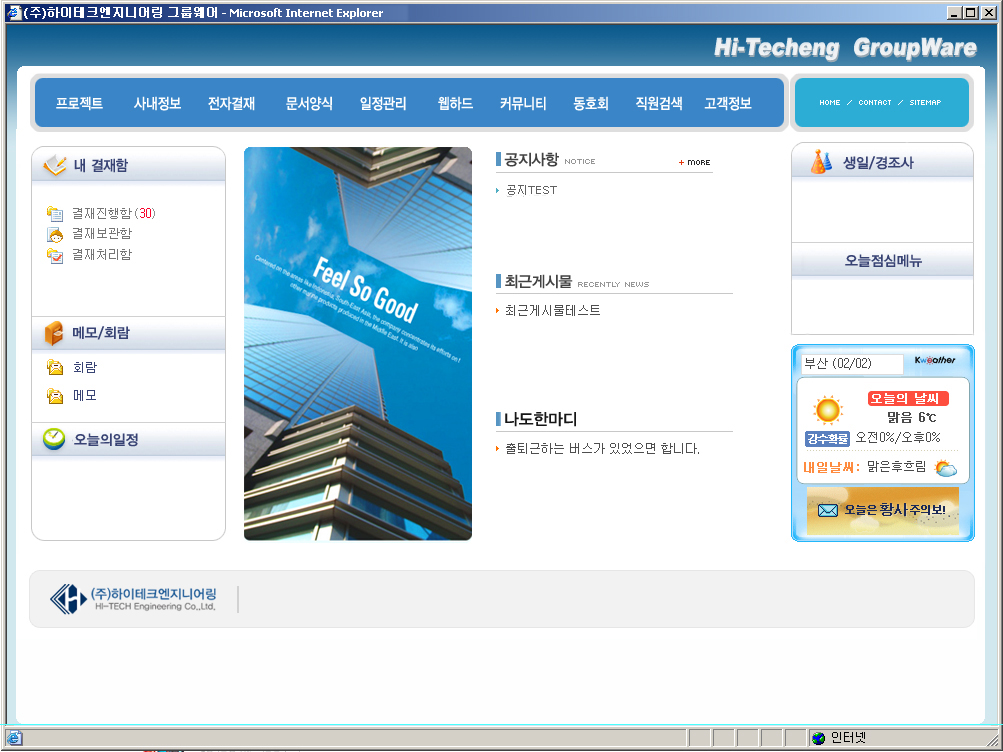 (주)하이테크엔지니어링 그룹웨어 - Microsoft Internet Explorer
Hi-Techeng GroupWare
프로젝트 사내정보 전자결재 문서양식 일정관리 웹하드 커뮤니티 동호회 직원검색 고객정보
HOME / CONTACT / SITEMAP
내 결재함
결재진행함 (30)
결재보관함
결재처리함
메모/회람
회람
메모
오늘의일정
Feel So Good
Centered on the areas like Indonesia, South-East Asia, the company concentrates its efforts on f
other marine products produced in the Middle East. It is also
공지사항 NOTICE + MORE
공지TEST
최근게시물 RECENTLY NEWS
최근게시물테스트
나도한마디
출퇴근하는 버스가 있었으면 합니다.
생일/경조사
오늘점심메뉴
부산 (02/02) Kweather
오늘의 날씨
맑음 6℃
강수확률 오전0%/오후0%
내일날씨: 맑은후흐림
오늘은 황사 주의보!
(주)하이테크엔지니어링
HI-TECH Engineering Co.,Ltd.
인터넷